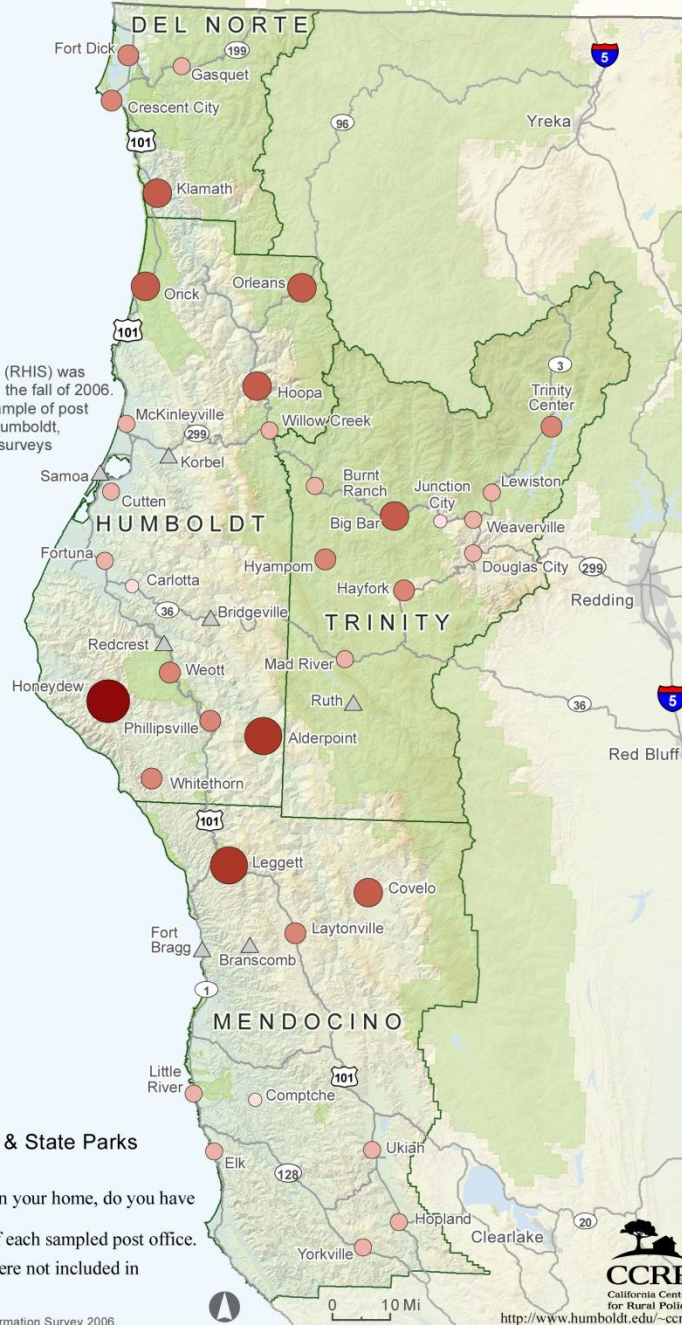 DEL NORTE
Fort Dick
199
Gasquet
5
Crescent City
96
Yreka
101
Klamath
Orick
Orleans
101
(RHIS) was
the fall of 2006.
mple of post
umboldt,
surveys
3
Hoopa
Trinity
Center
McKinleyville
Willow Creek
299
Korbel
Samoa
Burnt
Ranch
Junction
City
Lewiston
Cutten
HUMBOLDT
Big Bar
Weaverville
Fortuna
Hyampom
Douglas City
299
Carlotta
Hayfork
Redding
36
Bridgeville
TRINITY
Redcrest
Weott
Mad River
Honeydew
Ruth
36
5
Phillipsville
Alderpoint
Red Bluff
Whitethorn
101
Leggett
Covelo
Laytonville
Fort
Bragg
Branscomb
1
MENDOCINO
Little
River
101
Comptche
& State Parks
Elk
Ukiah
128
n your home, do you have
Hopland
20
f each sampled post office.
Clearlake
Yorkville
ere not included in
CCRP
California Cente
for Rural Polic
0 10 Mi
http://www.humboldt.edu/~ccr
rmation Survey 2006.